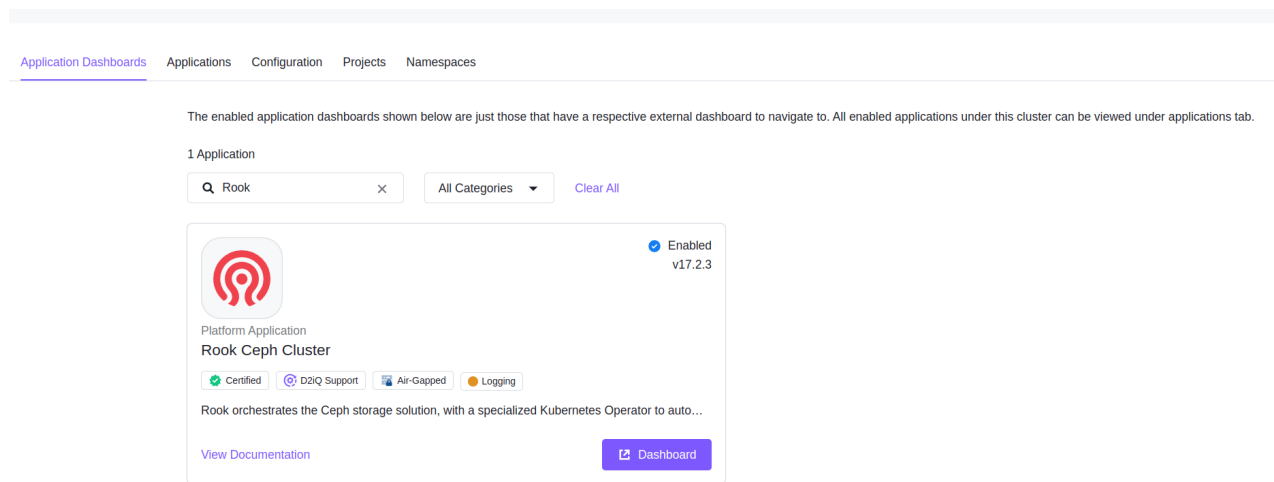 Application Dashboards Applications Configuration Projects Namespaces
The enabled application dashboards shown below are just those that have a respective external dashboard to navigate to. All enabled applications under this cluster can be viewed under applications tab.
1 Application
Rook All Categories Clear All
Enabled
v17.2.3
Platform Application
Rook Ceph Cluster
Certified D2iQ Support Air-Gapped Logging
Rook orchestrates the Ceph storage solution, with a specialized Kubernetes Operator to auto…
View Documentation Dashboard